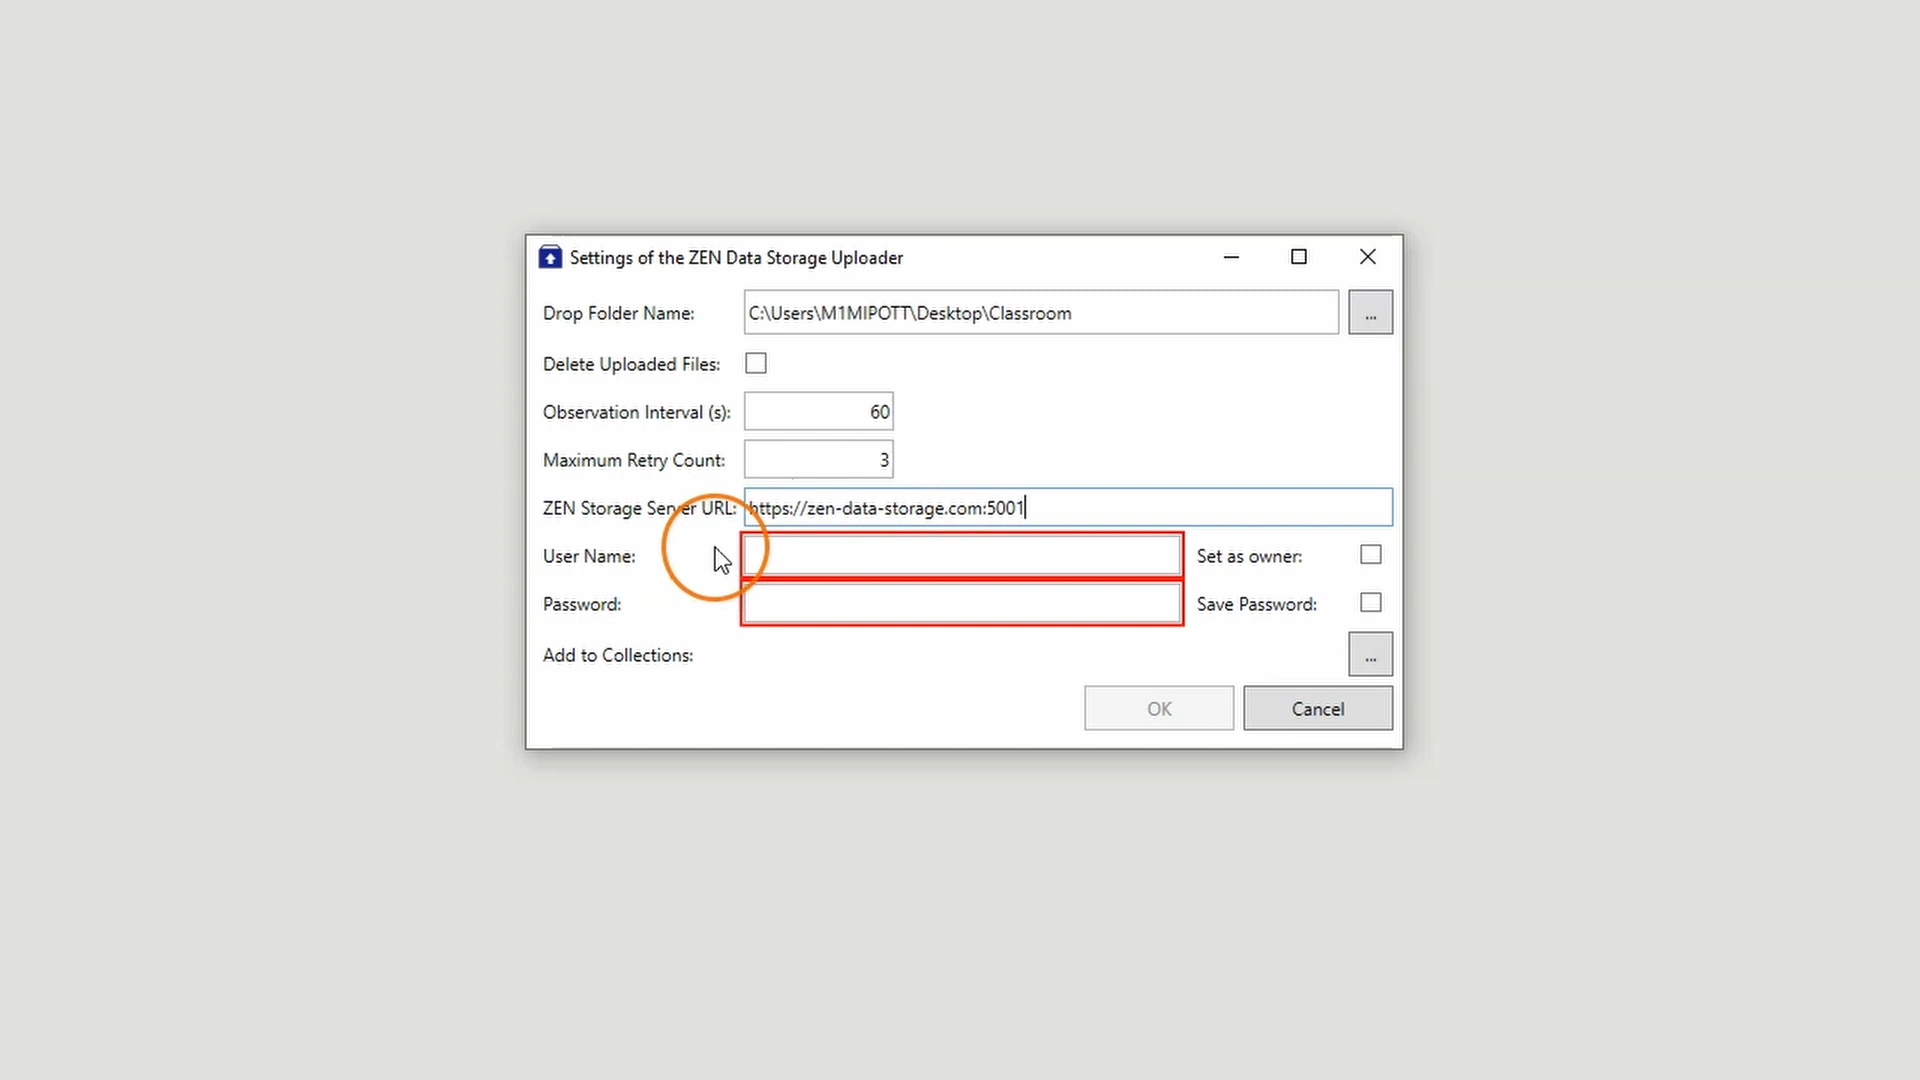 Settings of the ZEN Data Storage Uploader
Drop Folder Name: C:\Users\M1MIPOTT\Desktop\Classroom ...
Delete Uploaded Files:
Observation Interval (s): 60
Maximum Retry Count: 3
ZEN Storage Server URL: https://zen-data-storage.com:5001
User Name: Set as owner:
Password: Save Password:
Add to Collections: ...
OK Cancel